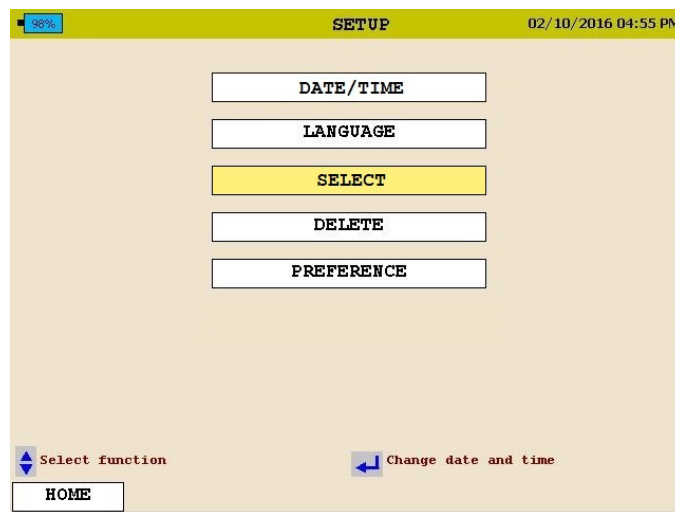 98% SETUP 02/10/2016 04:55 PM
DATE/TIME
LANGUAGE
SELECT
DELETE
PREFERENCE
Select function Change date and time
HOME